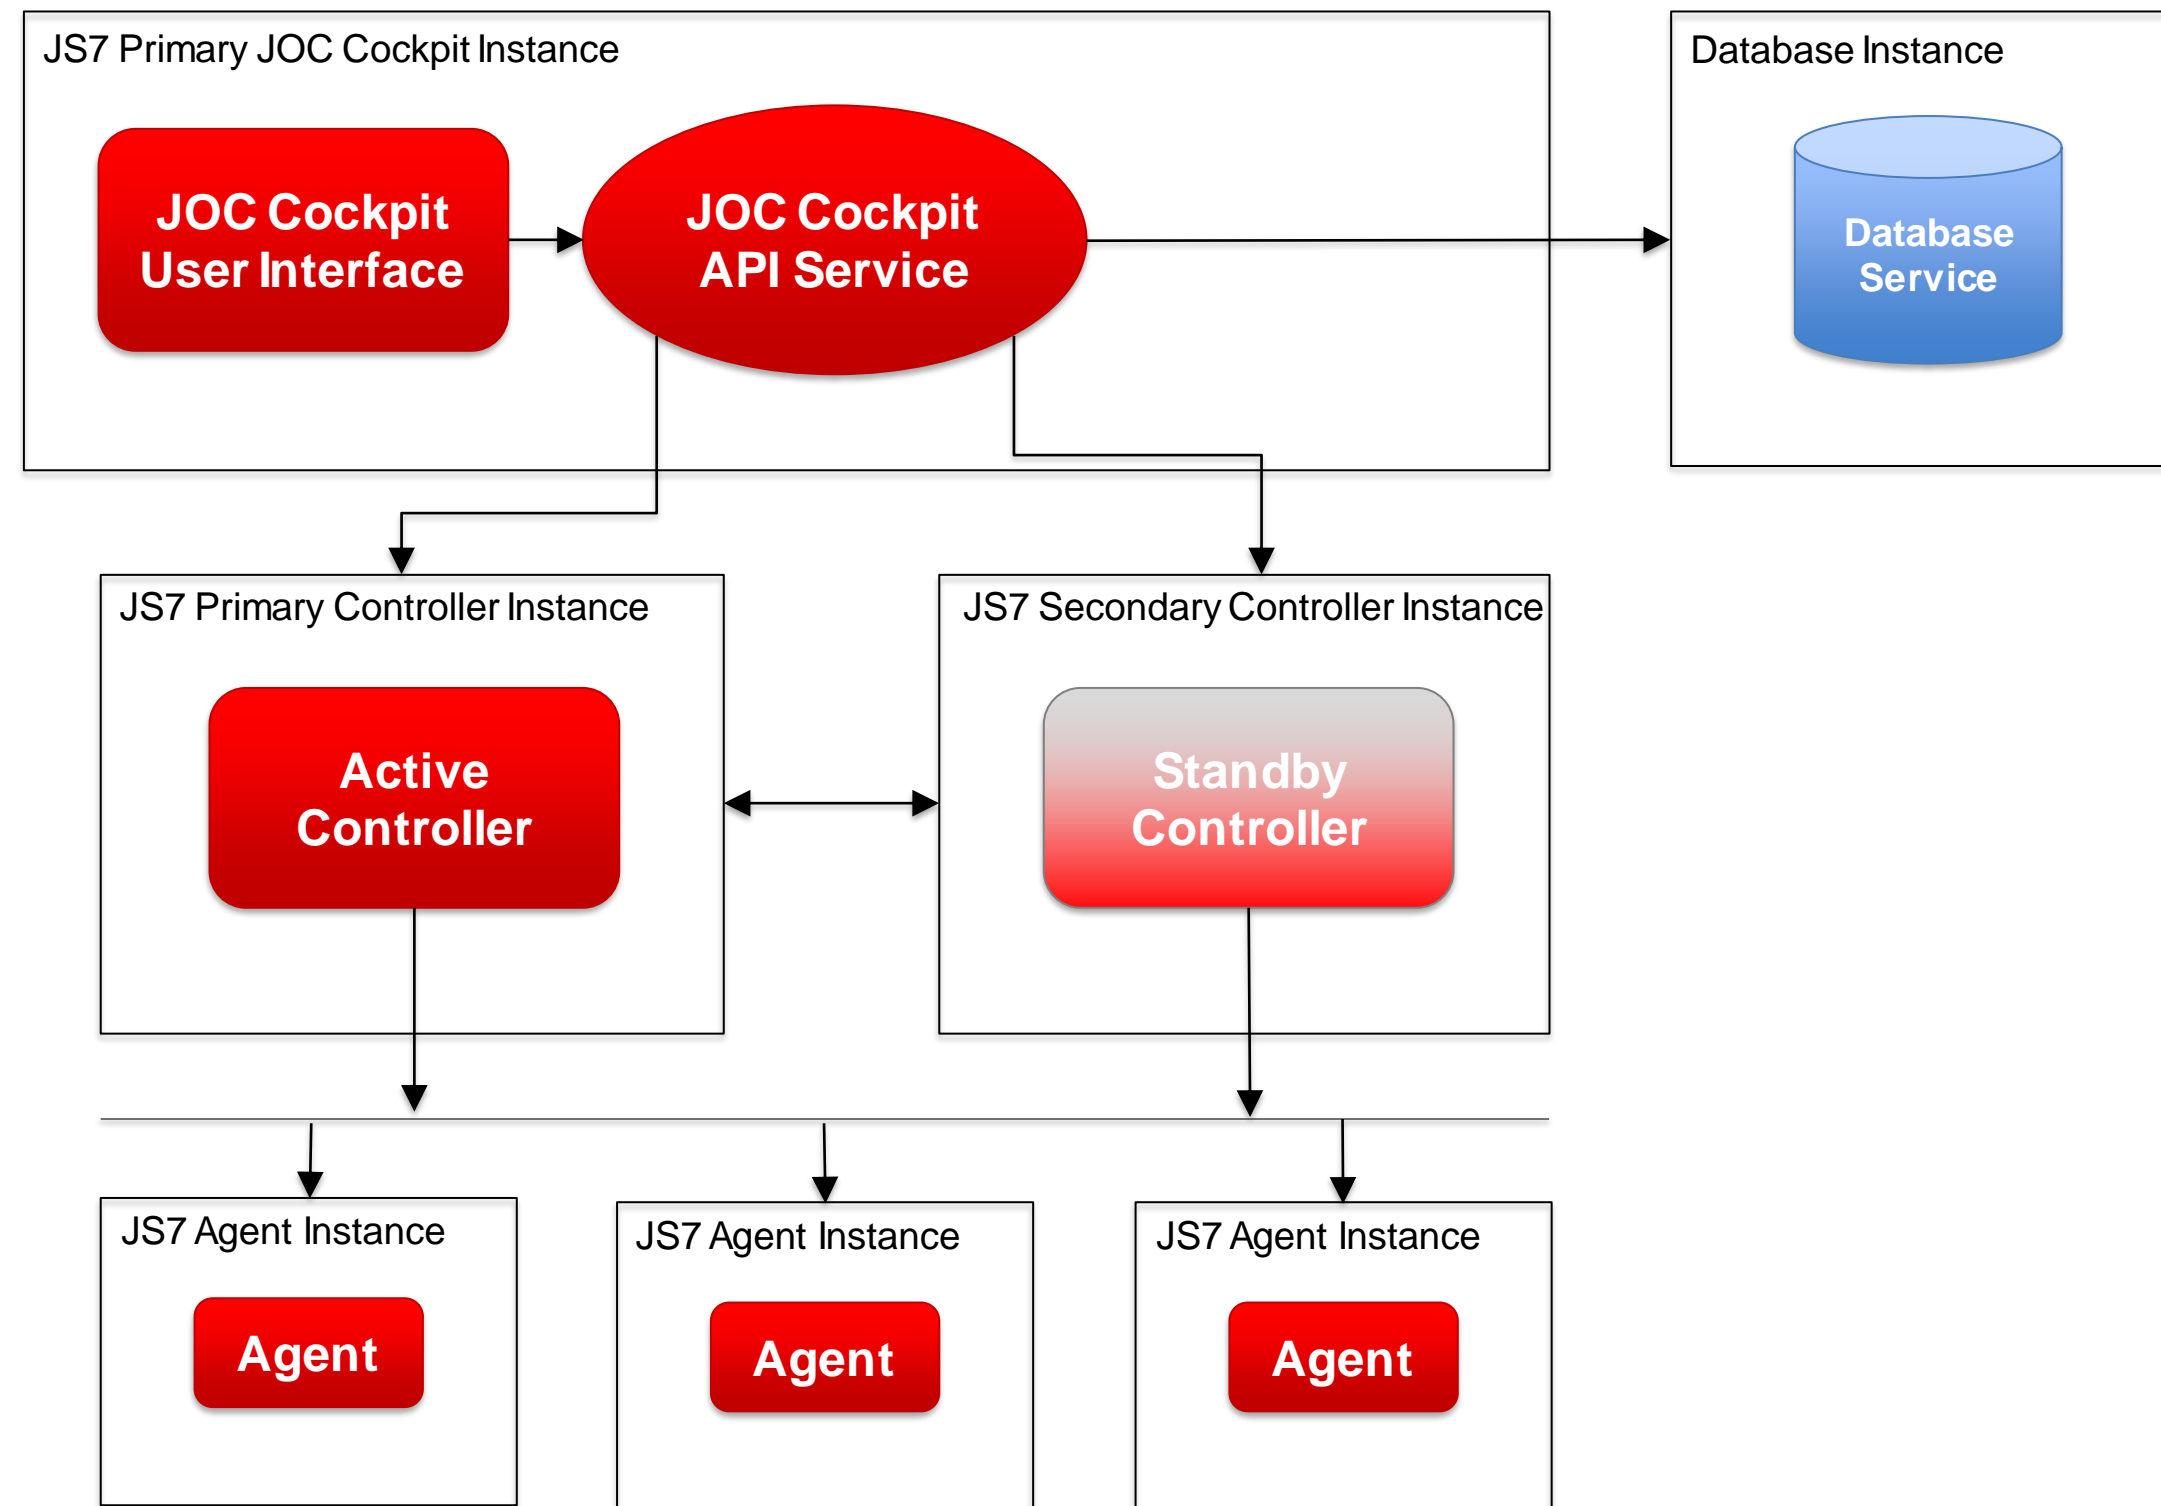 JS7 Primary JOC Cockpit Instance
Database Instance
JOC Cockpit
User Interface
JOC Cockpit
API Service
Database
Service
JS7 Primary Controller Instance
JS7 Secondary Controller Instance
Active
Controller
Standby
Controller
JS7 Agent Instance
JS7 Agent Instance
JS7 Agent Instance
Agent
Agent
Agent